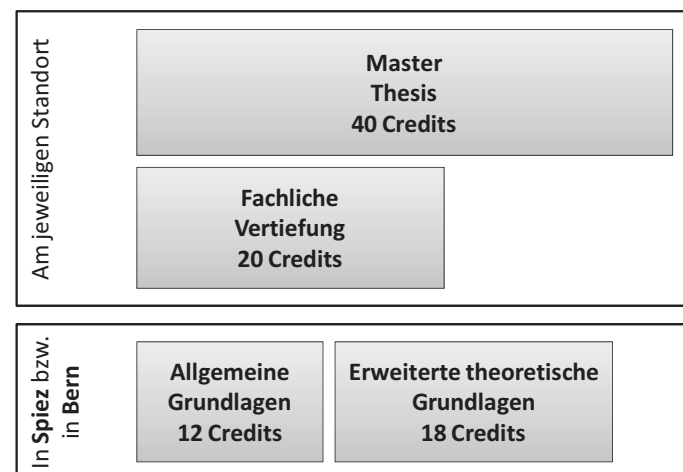 Am jeweiligen Standort
Master
Thesis
40 Credits
Fachliche
Vertiefung
20 Credits
In Spiez bzw.
in Bern
Allgemeine
Grundlagen
12 Credits
Erweiterte theoretische
Grundlagen
18 Credits